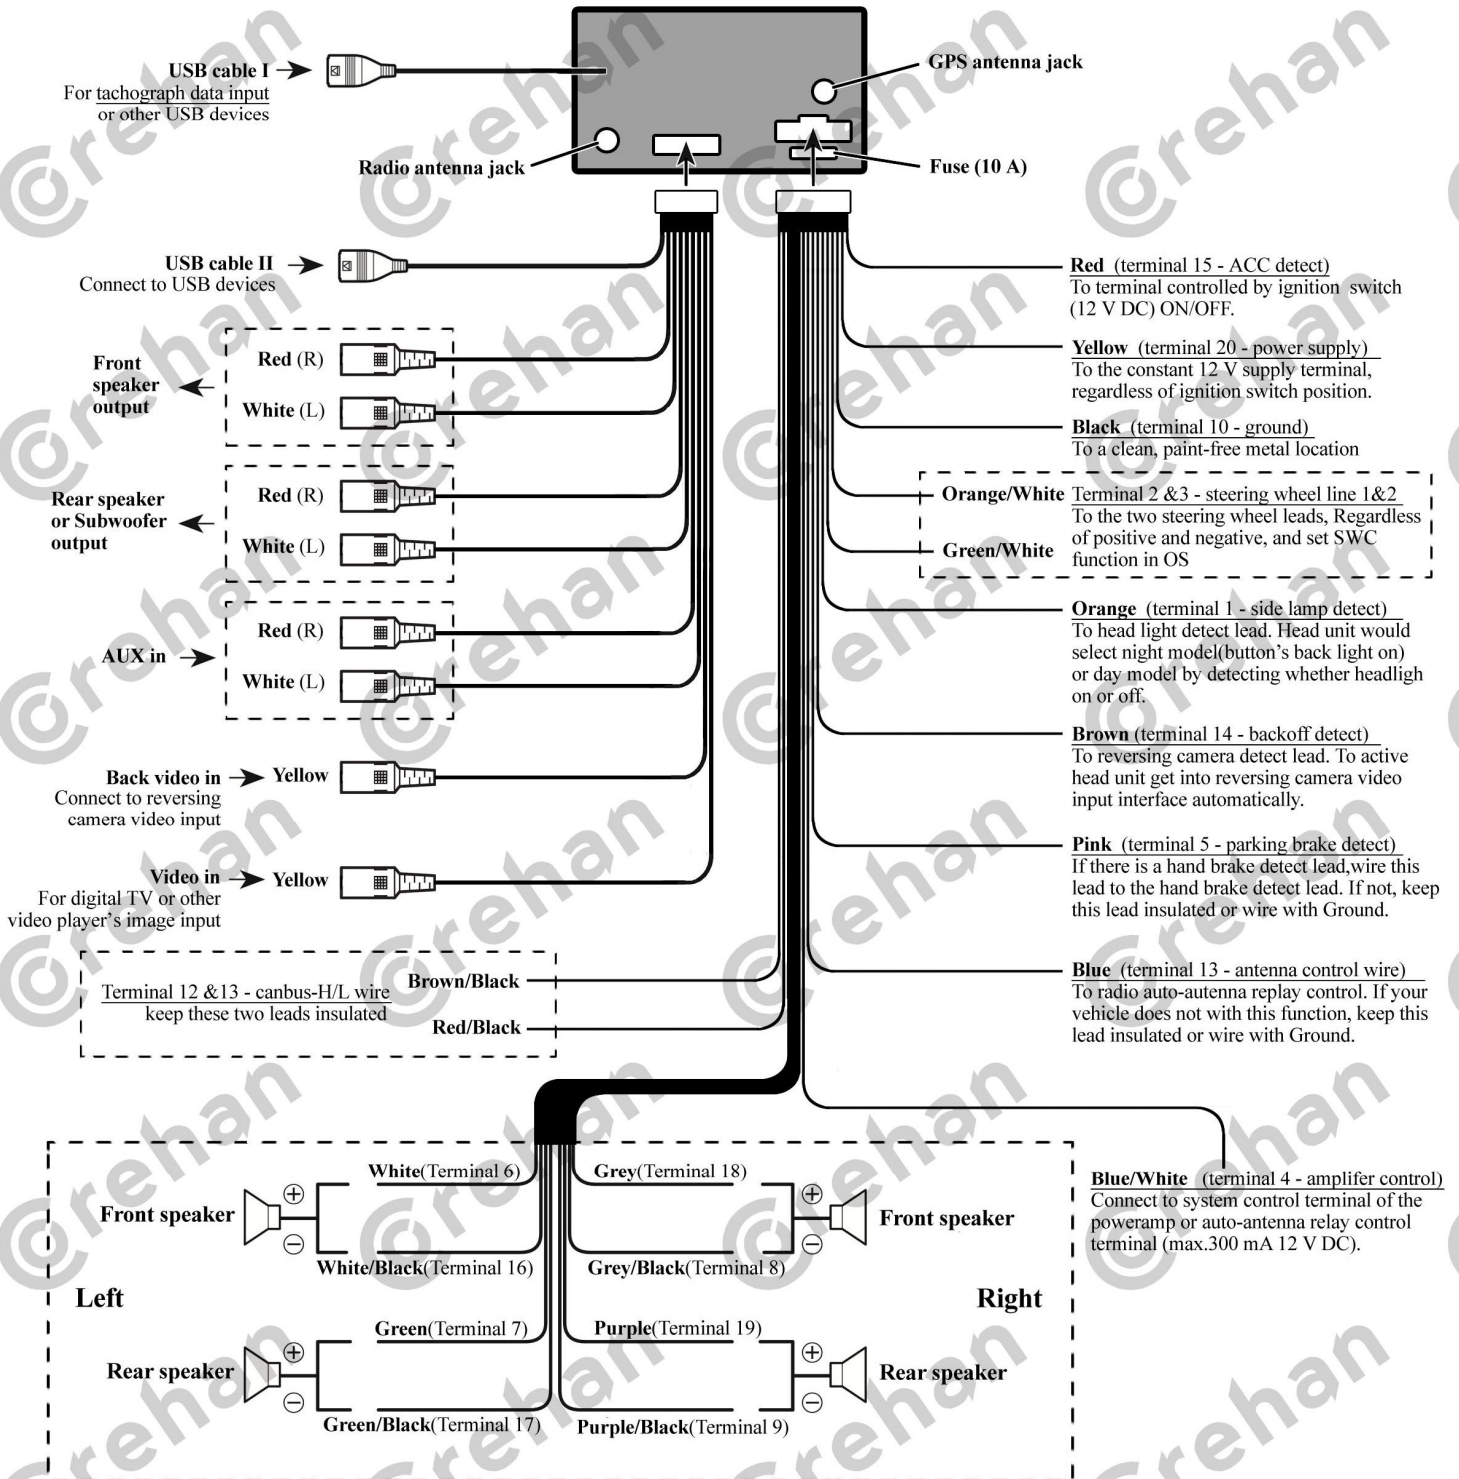 USB cable I
For tachograph data input
or other USB devices
GPS antenna jack
Radio antenna jack
Fuse (10 A)
USB cable II
Connect to USB devices
Front
speaker
output
Red (R)
White (L)
Rear speaker
or Subwoofer
output
Red (R)
White (L)
AUX in
Red (R)
White (L)
Back video in
Connect to reversing
camera video input
Yellow
Video in
For digital TV or other
video player's image input
Yellow
Terminal 12 &13 - canbus-H/L wire
keep these two leads insulated
Brown/Black
Red/Black
Red (terminal 15 - ACC detect)
To terminal controlled by ignition switch
(12 V DC) ON/OFF.
Yellow (terminal 20 - power supply)
To the constant 12 V supply terminal,
regardless of ignition switch position.
Black (terminal 10 - ground)
To a clean, paint-free metal location
Orange/White
Green/White
Terminal 2 &3 - steering wheel line 1&2
To the two steering wheel leads, Regardless
of positive and negative, and set SWC
function in OS
Orange (terminal 1 - side lamp detect)
To head light detect lead. Head unit would
select night model(button's back light on)
or day model by detecting whether headligh
on or off.
Brown (terminal 14 - backoff detect)
To reversing camera detect lead. To active
head unit get into reversing camera video
input interface automatically.
Pink (terminal 5 - parking brake detect)
If there is a hand brake detect lead,wire this
lead to the hand brake detect lead. If not, keep
this lead insulated or wire with Ground.
Blue (terminal 13 - antenna control wire)
To radio auto-autenna replay control. If your
vehicle does not with this function, keep this
lead insulated or wire with Ground.
Blue/White (terminal 4 - amplifer control)
Connect to system control terminal of the
poweramp or auto-antenna relay control
terminal (max.300 mA 12 V DC).
White(Terminal 6)
Grey(Terminal 18)
Front speaker
Front speaker
White/Black(Terminal 16)
Grey/Black(Terminal 8)
Left
Right
Green(Terminal 7)
Purple(Terminal 19)
Rear speaker
Rear speaker
Green/Black(Terminal 17)
Purple/Black(Terminal 9)
Crehan